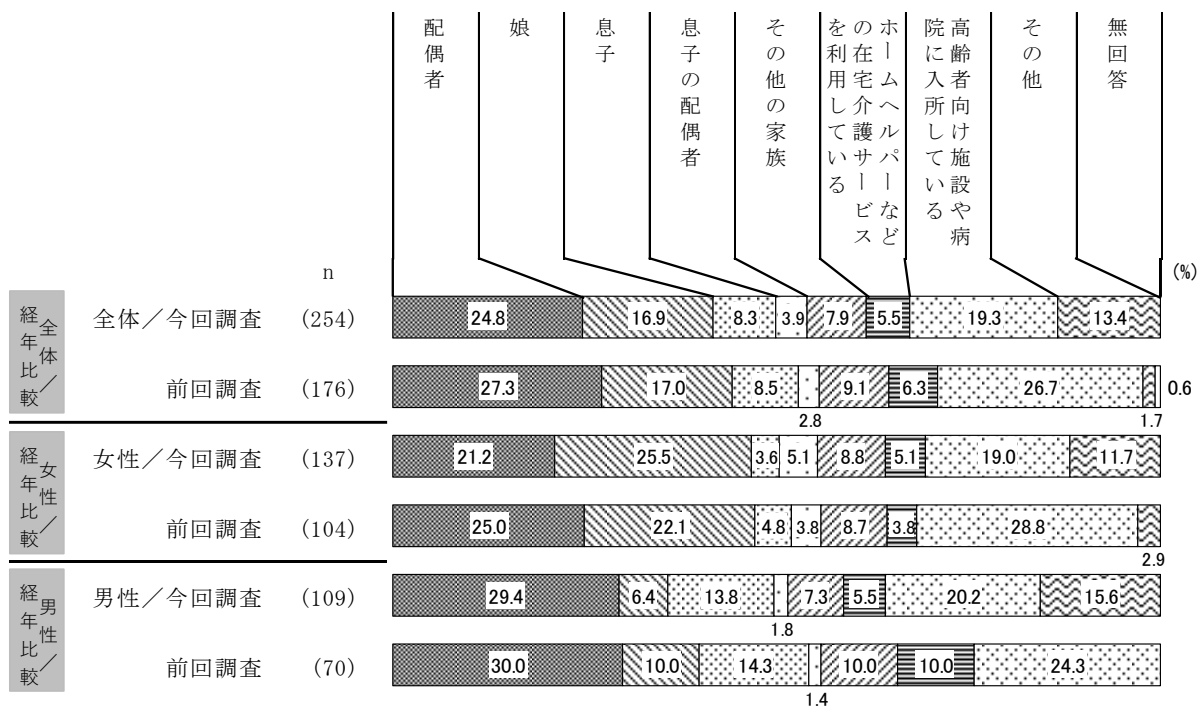 配偶者
娘
息子
息子の配偶者
その他の家族
ホームヘルパーなど
の在宅介護サービス
を利用している
高齢者向け施設や病
院に入所している
その他
無回答
n
(%)
全体／
経年比較
全体／今回調査 (254) 24.8 16.9 8.3 3.9 7.9 5.5 19.3 13.4
前回調査 (176) 27.3 17.0 8.5 9.1 6.3 26.7 0.6
2.8 1.7
女性／
経年比較
女性／今回調査 (137) 21.2 25.5 3.6 5.1 8.8 5.1 19.0 11.7
前回調査 (104) 25.0 22.1 4.8 3.8 8.7 3.8 28.8
2.9
男性／
経年比較
男性／今回調査 (109) 29.4 6.4 13.8 7.3 5.5 20.2 15.6
1.8
前回調査 (70) 30.0 10.0 14.3 10.0 10.0 24.3
1.4